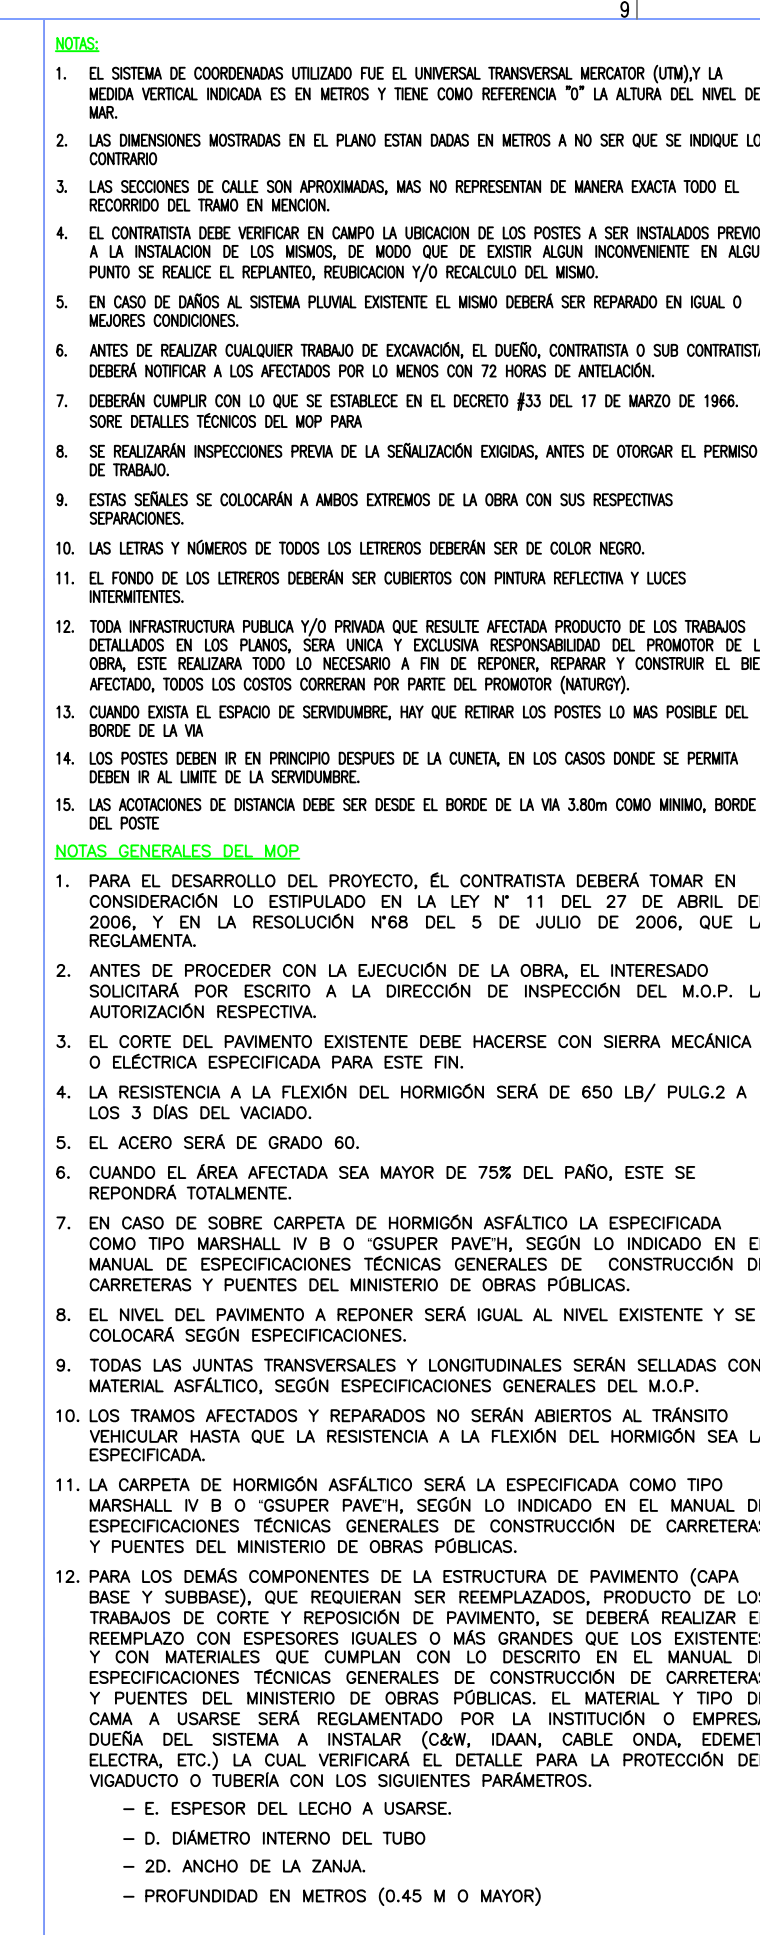 9
NOTAS:
1. EL SISTEMA DE COORDENADAS UTILIZADO FUE EL UNIVERSAL TRANSVERSAL MERCATOR (UTM),Y LA
MEDIDA VERTICAL INDICADA ES EN METROS Y TIENE COMO REFERENCIA "0" LA ALTURA DEL NIVEL DE
MAR.
2. LAS DIMENSIONES MOSTRADAS EN EL PLANO ESTAN DADAS EN METROS A NO SER QUE SE INDIQUE LO
CONTRARIO
3. LAS SECCIONES DE CALLE SON APROXIMADAS, MAS NO REPRESENTAN DE MANERA EXACTA TODO EL
RECORRIDO DEL TRAMO EN MENCION.
4. EL CONTRATISTA DEBE VERIFICAR EN CAMPO LA UBICACION DE LOS POSTES A SER INSTALADOS PREVIO
A LA INSTALACION DE LOS MISMOS, DE MODO QUE DE EXISTIR ALGUN INCONVENIENTE EN ALGU
PUNTO SE REALICE EL REPLANTEO, REUBICACION Y/O RECALCULO DEL MISMO.
5. EN CASO DE DAÑOS AL SISTEMA PLUVIAL EXISTENTE EL MISMO DEBERÁ SER REPARADO EN IGUAL O
MEJORES CONDICIONES.
6. ANTES DE REALIZAR CUALQUIER TRABAJO DE EXCAVACIÓN, EL DUEÑO, CONTRATISTA O SUB CONTRATISTA
DEBERÁ NOTIFICAR A LOS AFECTADOS POR LO MENOS CON 72 HORAS DE ANTELACIÓN.
7. DEBERÁN CUMPLIR CON LO QUE SE ESTABLECE EN EL DECRETO #33 DEL 17 DE MARZO DE 1966.
SORE DETALLES TÉCNICOS DEL MOP PARA
8. SE REALIZARÁN INSPECCIONES PREVIA DE LA SEÑALIZACIÓN EXIGIDAS, ANTES DE OTORGAR EL PERMISO
DE TRABAJO.
9. ESTAS SEÑALES SE COLOCARÁN A AMBOS EXTREMOS DE LA OBRA CON SUS RESPECTIVAS
SEPARACIONES.
10. LAS LETRAS Y NÚMEROS DE TODOS LOS LETREROS DEBERÁN SER DE COLOR NEGRO.
11. EL FONDO DE LOS LETREROS DEBERÁN SER CUBIERTOS CON PINTURA REFLECTIVA Y LUCES
INTERMITENTES.
12. TODA INFRASTRUCTURA PUBLICA Y/O PRIVADA QUE RESULTE AFECTADA PRODUCTO DE LOS TRABAJOS
DETALLADOS EN LOS PLANOS, SERA UNICA Y EXCLUSIVA RESPONSABILIDAD DEL PROMOTOR DE L
OBRA, ESTE REALIZARA TODO LO NECESARIO A FIN DE REPONER, REPARAR Y CONSTRUIR EL BIE
AFECTADO, TODOS LOS COSTOS CORRERAN POR PARTE DEL PROMOTOR (NATURGY).
13. CUANDO EXISTA EL ESPACIO DE SERVIDUMBRE, HAY QUE RETIRAR LOS POSTES LO MAS POSIBLE DEL
BORDE DE LA VIA
14. LOS POSTES DEBEN IR EN PRINCIPIO DESPUES DE LA CUNETA, EN LOS CASOS DONDE SE PERMITA
DEBEN IR AL LIMITE DE LA SERVIDUMBRE.
15. LAS ACOTACIONES DE DISTANCIA DEBE SER DESDE EL BORDE DE LA VIA 3.80m COMO MINIMO, BORDE
DEL POSTE
NOTAS GENERALES DEL MOP
1. PARA EL DESARROLLO DEL PROYECTO, ÉL CONTRATISTA DEBERÁ TOMAR EN
CONSIDERACIÓN LO ESTIPULADO EN LA LEY N° 11 DEL 27 DE ABRIL DEL
2006, Y EN LA RESOLUCIÓN N°68 DEL 5 DE JULIO DE 2006, QUE LA
REGLAMENTA.
2. ANTES DE PROCEDER CON LA EJECUCIÓN DE LA OBRA, EL INTERESADO
SOLICITARÁ POR ESCRITO A LA DIRECCIÓN DE INSPECCIÓN DEL M.O.P. LA
AUTORIZACIÓN RESPECTIVA.
3. EL CORTE DEL PAVIMENTO EXISTENTE DEBE HACERSE CON SIERRA MECÁNICA
O ELÉCTRICA ESPECIFICADA PARA ESTE FIN.
4. LA RESISTENCIA A LA FLEXIÓN DEL HORMIGÓN SERÁ DE 650 LB/ PULG.2 A
LOS 3 DÍAS DEL VACIADO.
5. EL ACERO SERÁ DE GRADO 60.
6. CUANDO EL ÁREA AFECTADA SEA MAYOR DE 75% DEL PAÑO, ESTE SE
REPONDRÁ TOTALMENTE.
7. EN CASO DE SOBRE CARPETA DE HORMIGÓN ASFÁLTICO LA ESPECIFICADA
COMO TIPO MARSHALL IV B O “GSUPER PAVE”H, SEGÚN LO INDICADO EN EL
MANUAL DE ESPECIFICACIONES TÉCNICAS GENERALES DE CONSTRUCCIÓN DE
CARRETERAS Y PUENTES DEL MINISTERIO DE OBRAS PÚBLICAS.
8. EL NIVEL DEL PAVIMENTO A REPONER SERÁ IGUAL AL NIVEL EXISTENTE Y SE
COLOCARÁ SEGÚN ESPECIFICACIONES.
9. TODAS LAS JUNTAS TRANSVERSALES Y LONGITUDINALES SERÁN SELLADAS CON
MATERIAL ASFÁLTICO, SEGÚN ESPECIFICACIONES GENERALES DEL M.O.P.
10. LOS TRAMOS AFECTADOS Y REPARADOS NO SERÁN ABIERTOS AL TRÁNSITO
VEHICULAR HASTA QUE LA RESISTENCIA A LA FLEXIÓN DEL HORMIGÓN SEA LA
ESPECIFICADA.
11. LA CARPETA DE HORMIGÓN ASFÁLTICO SERÁ LA ESPECIFICADA COMO TIPO
MARSHALL IV B O “GSUPER PAVE”H, SEGÚN LO INDICADO EN EL MANUAL DE
ESPECIFICACIONES TÉCNICAS GENERALES DE CONSTRUCCIÓN DE CARRETERAS
Y PUENTES DEL MINISTERIO DE OBRAS PÚBLICAS.
12. PARA LOS DEMÁS COMPONENTES DE LA ESTRUCTURA DE PAVIMENTO (CAPA
BASE Y SUBBASE), QUE REQUIERAN SER REEMPLAZADOS, PRODUCTO DE LOS
TRABAJOS DE CORTE Y REPOSICIÓN DE PAVIMENTO, SE DEBERÁ REALIZAR EL
REEMPLAZO CON ESPESORES IGUALES O MÁS GRANDES QUE LOS EXISTENTES
Y CON MATERIALES QUE CUMPLAN CON LO DESCRITO EN EL MANUAL DE
ESPECIFICACIONES TÉCNICAS GENERALES DE CONSTRUCCIÓN DE CARRETERAS
Y PUENTES DEL MINISTERIO DE OBRAS PÚBLICAS. EL MATERIAL Y TIPO DE
CAMA A USARSE SERÁ REGLAMENTADO POR LA INSTITUCIÓN O EMPRESA
DUEÑA DEL SISTEMA A INSTALAR (C&W, IDAAN, CABLE ONDA, EDEMET
ELECTRA, ETC.) LA CUAL VERIFICARÁ EL DETALLE PARA LA PROTECCIÓN DEL
VIGADUCTO O TUBERÍA CON LOS SIGUIENTES PARÁMETROS.
– E. ESPESOR DEL LECHO A USARSE.
– D. DIÁMETRO INTERNO DEL TUBO
– 2D. ANCHO DE LA ZANJA.
– PROFUNDIDAD EN METROS (0.45 M O MAYOR)